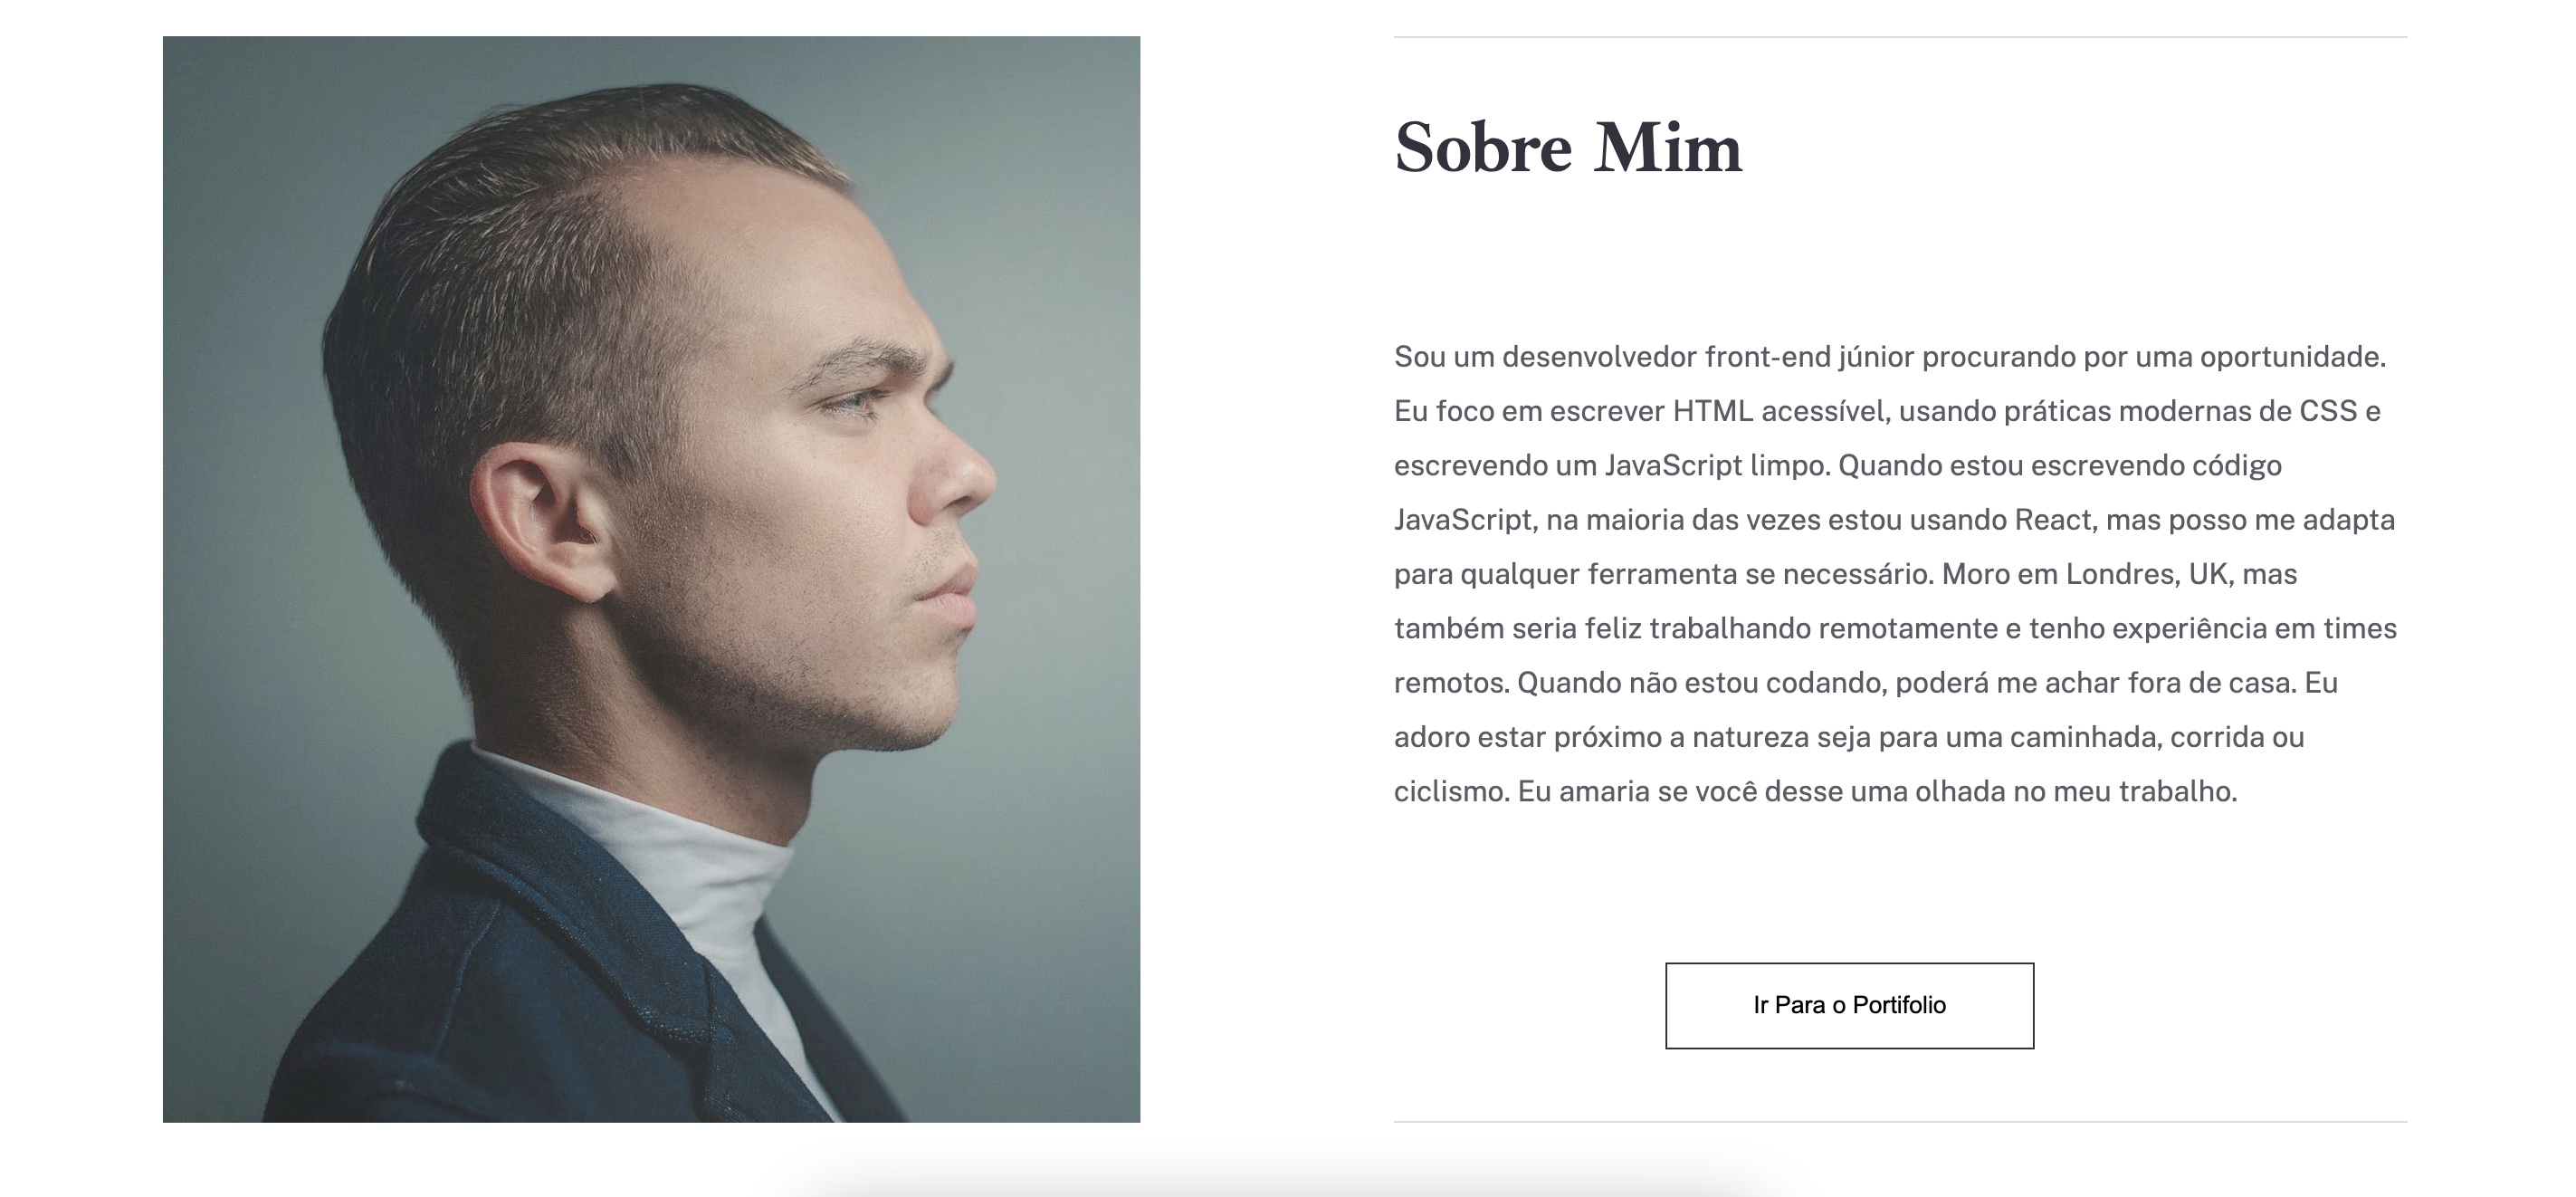 Sobre Mim
Sou um desenvolvedor front-end júnior procurando por uma oportunidade.
Eu foco em escrever HTML acessível, usando práticas modernas de CSS e
escrevendo um JavaScript limpo. Quando estou escrevendo código
JavaScript, na maioria das vezes estou usando React, mas posso me adapta
para qualquer ferramenta se necessário. Moro em Londres, UK, mas
também seria feliz trabalhando remotamente e tenho experiência em times
remotos. Quando não estou codando, poderá me achar fora de casa. Eu
adoro estar próximo a natureza seja para uma caminhada, corrida ou
ciclismo. Eu amaria se você desse uma olhada no meu trabalho.
Ir Para o Portifolio